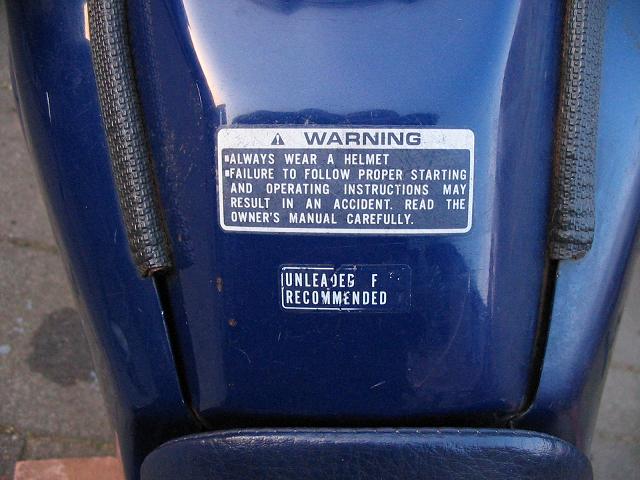 WARNING
ALWAYS WEAR A HELMET
FAILURE TO FOLLOW PROPER STARTING
AND OPERATING INSTRUCTIONS MAY
RESULT IN AN ACCIDENT. READ THE
OWNER'S MANUAL CAREFULLY.
UNLEADED F
RECOMMENDED